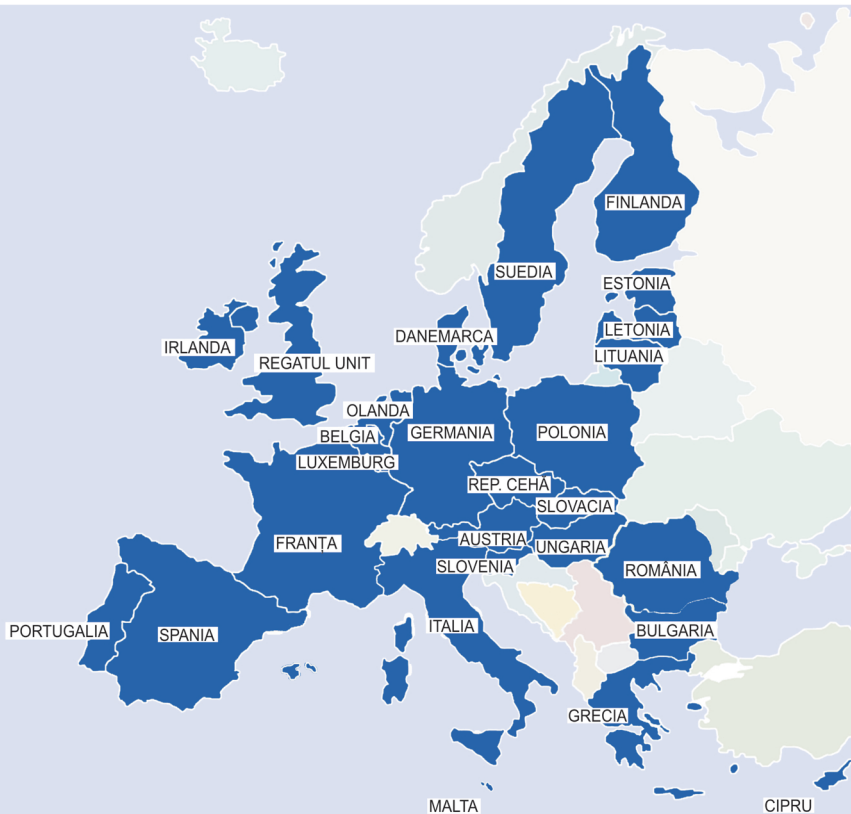 FINLANDA
SUEDIA
ESTONIA
LETONIA
DANEMARCA
IRLANDA
LITUANIA
REGATUL UNIT
OLANDA
BELGIA
GERMANIA
POLONIA
LUXEMBURG
REP. CEHĂ
SLOVACIA
FRANȚA
AUSTRIA
UNGARIA
SLOVENIA
ROMÂNIA
PORTUGALIA
SPANIA
ITALIA
BULGARIA
GRECIA
MALTA
CIPRU